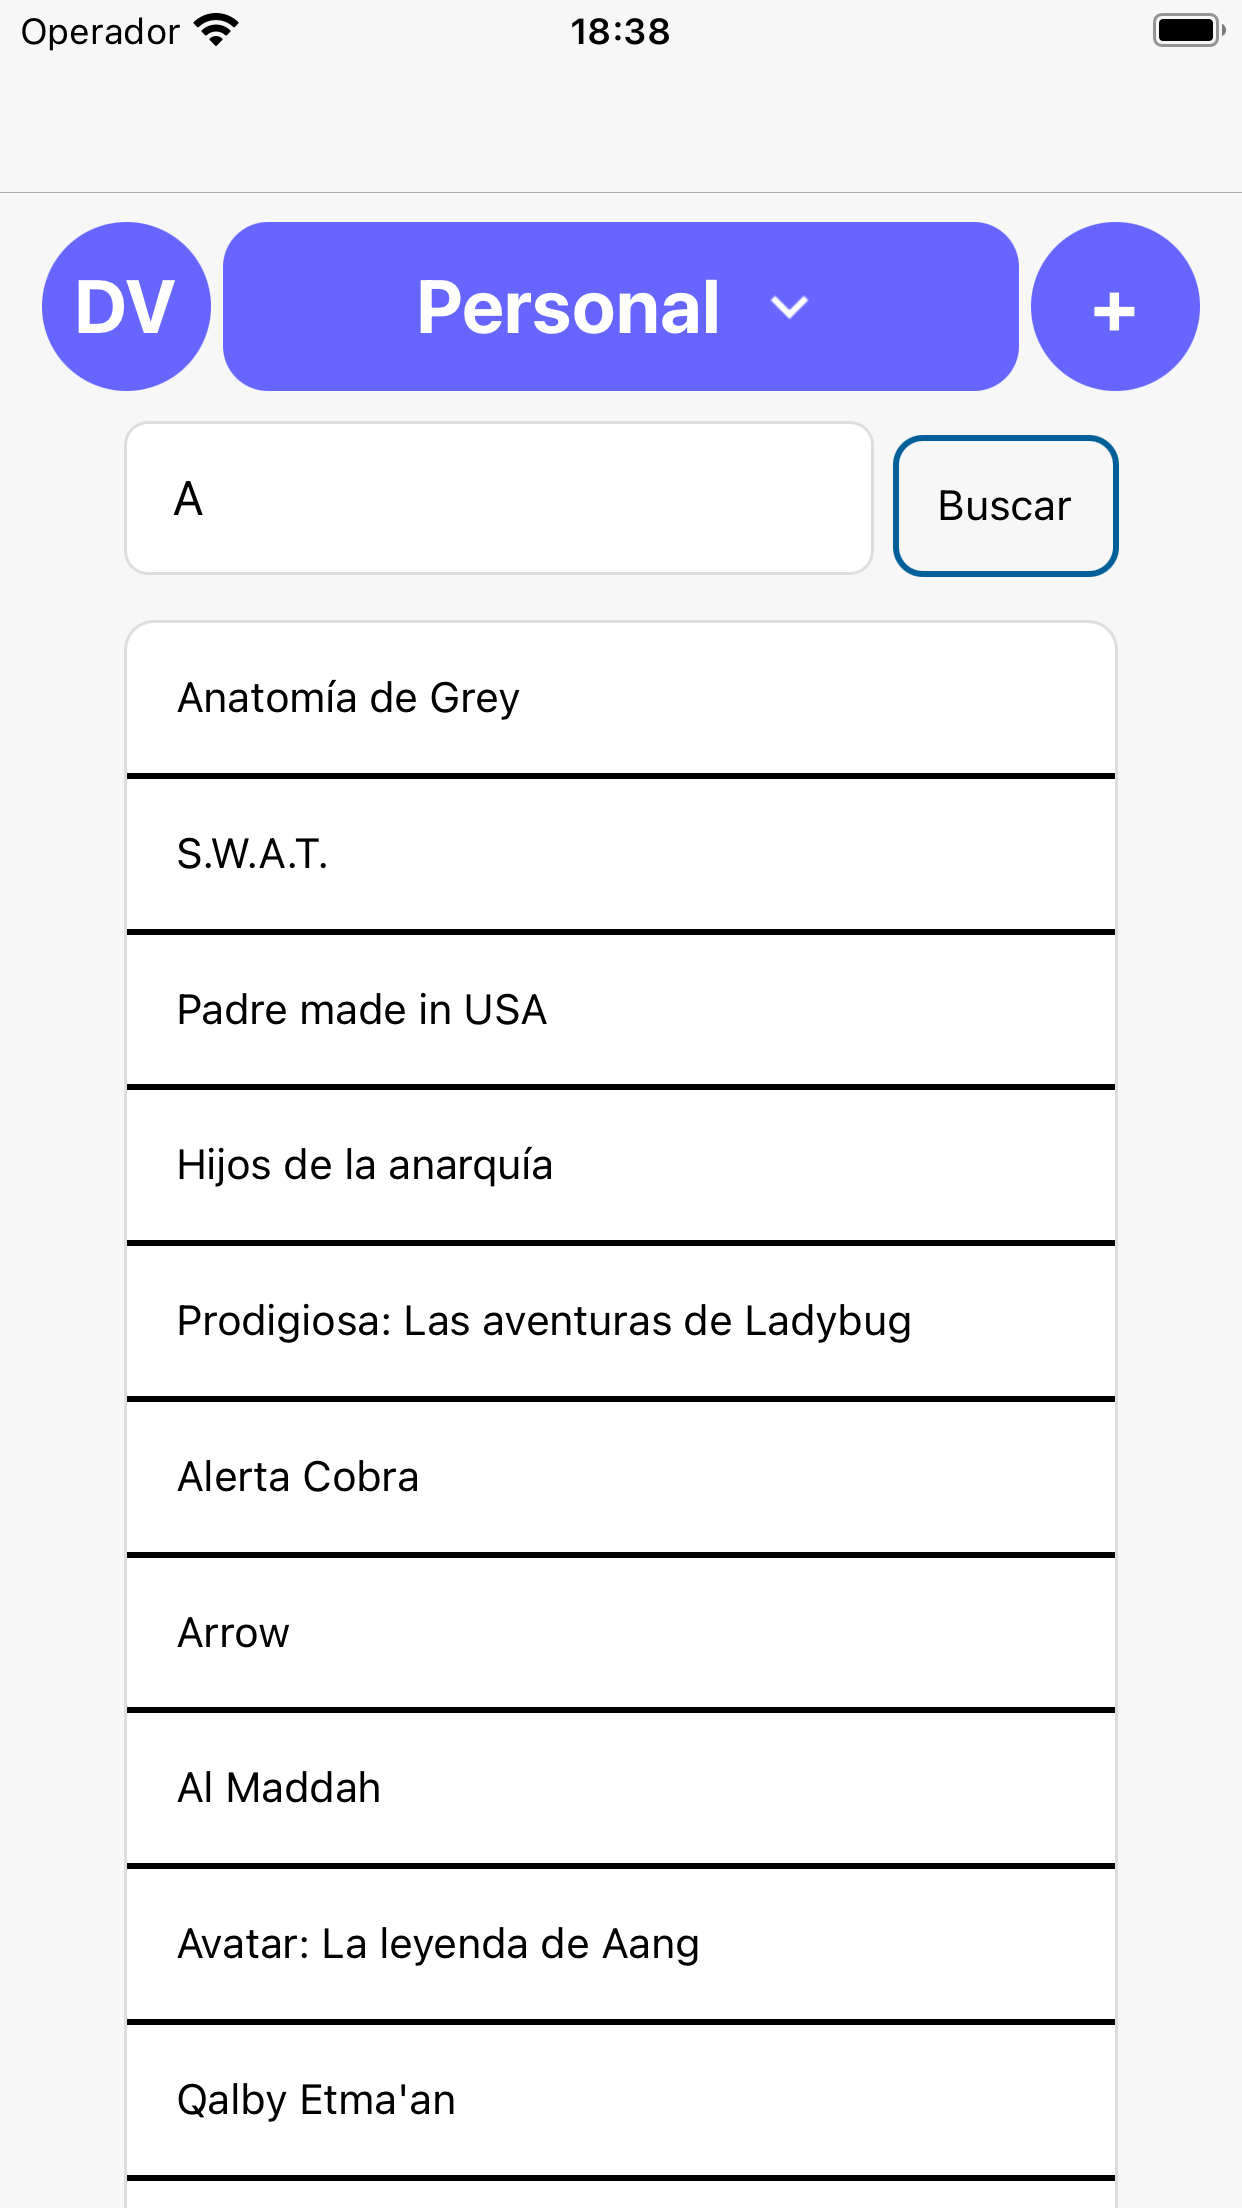 Operador 18:38
DV Personal +
A Buscar
Anatomía de Grey
S.W.A.T.
Padre made in USA
Hijos de la anarquía
Prodigiosa: Las aventuras de Ladybug
Alerta Cobra
Arrow
Al Maddah
Avatar: La leyenda de Aang
Qalby Etma'an